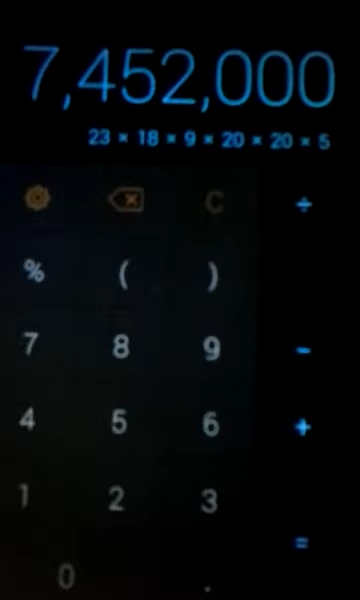 7,452,000
23 × 18 × 9 × 20 × 20 × 5
C ÷
% ( )
7 8 9 -
4 5 6 +
1 2 3
=
0 .